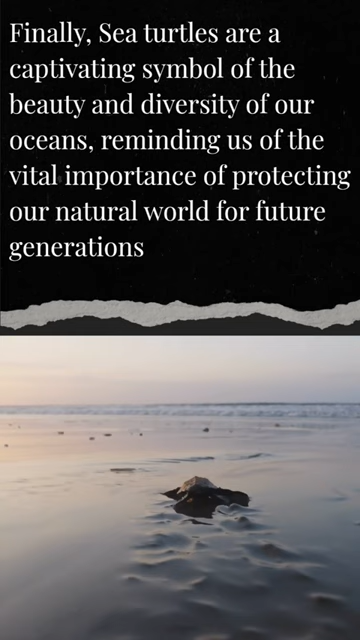 Finally, Sea turtles are a
captivating symbol of the
beauty and diversity of our
oceans, reminding us of the
vital importance of protecting
our natural world for future
generations